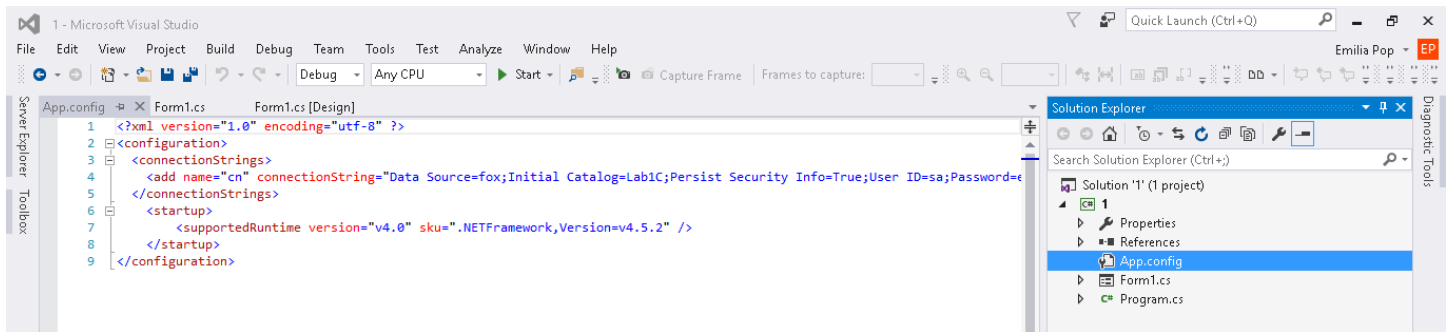 1 - Microsoft Visual Studio
Quick Launch (Ctrl+Q)
File Edit View Project Build Debug Team Tools Test Analyze Window Help
Emilia Pop EP
Debug Any CPU Start Capture Frame Frames to capture:
Server Explorer
Toolbox
App.config Form1.cs Form1.cs [Design]
1 <?xml version="1.0" encoding="utf-8" ?>
2 <configuration>
3 <connectionStrings>
4 <add name="cn" connectionString="Data Source=fox;Initial Catalog=Lab1C;Persist Security Info=True;User ID=sa;Password=
5 </connectionStrings>
6 <startup>
7 <supportedRuntime version="v4.0" sku=".NETFramework,Version=v4.5.2" />
8 </startup>
9 </configuration>
Solution Explorer
Search Solution Explorer (Ctrl+;)
Solution '1' (1 project)
C# 1
Properties
References
App.config
Form1.cs
C# Program.cs
Diagnostic Tools